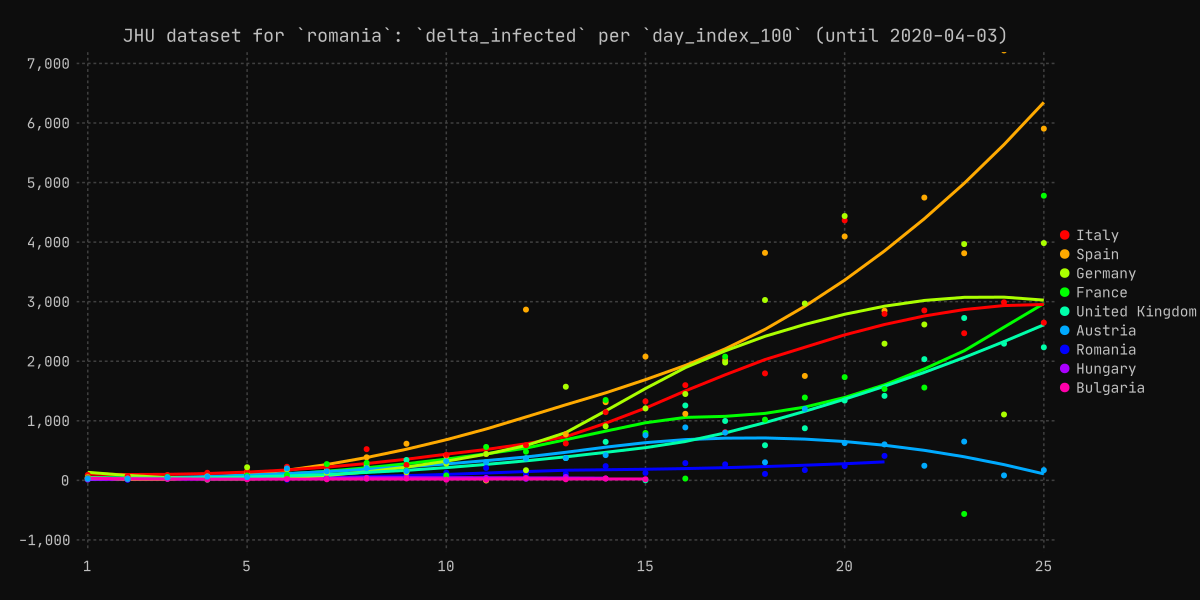 JHU dataset for `romania`: `delta_infected` per `day_index_100` (until 2020-04-03)
7,000
6,000
5,000
4,000
3,000
2,000
1,000
0
-1,000
1 5 10 15 20 25
Italy
Spain
Germany
France
United Kingdom
Austria
Romania
Hungary
Bulgaria